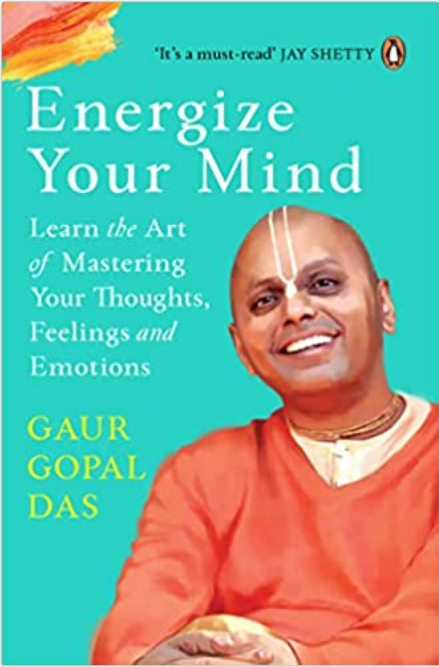 'It's a must-read' JAY SHETTY
Energize
Your Mind
Learn the Art
of Mastering
Your Thoughts,
Feelings and
Emotions
GAUR
GOPAL
DAS